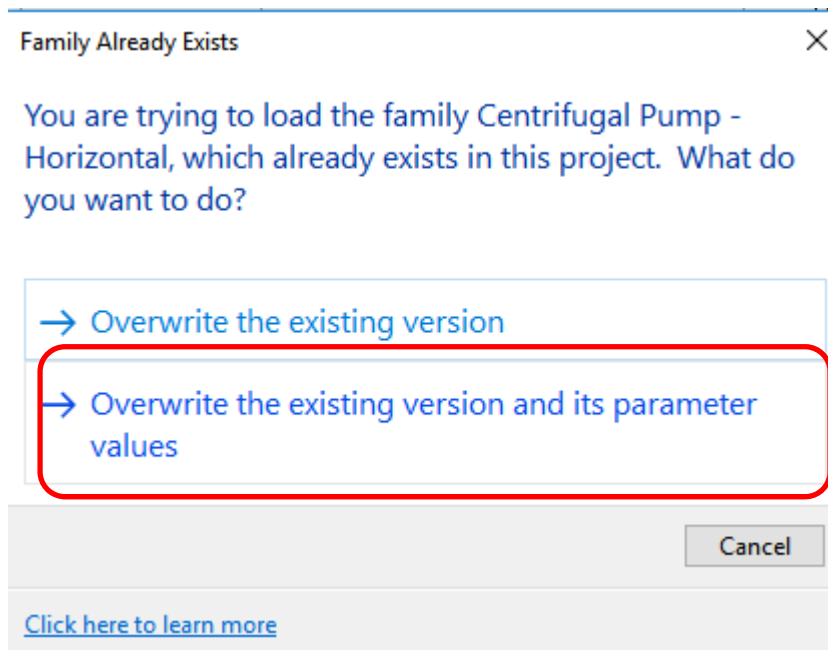 Family Already Exists
You are trying to load the family Centrifugal Pump -
Horizontal, which already exists in this project.  What do
you want to do?
Overwrite the existing version
Overwrite the existing version and its parameter
values
Cancel
Click here to learn more